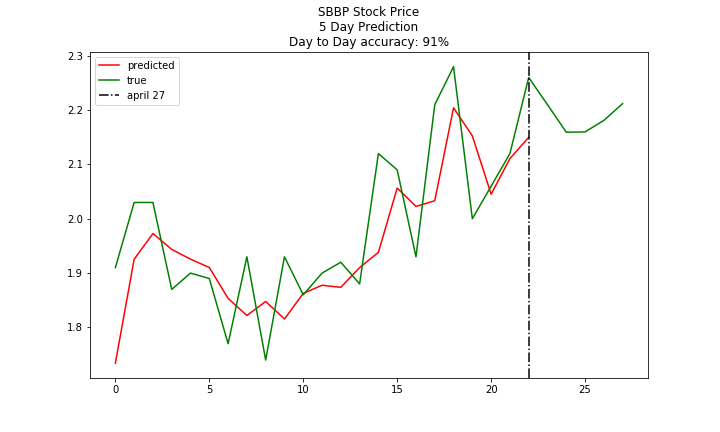 SBBP Stock Price
5 Day Prediction
Day to Day accuracy: 91%
predicted
true
april 27
2.3
2.2
2.1
2.0
1.9
1.8
0 5 10 15 20 25